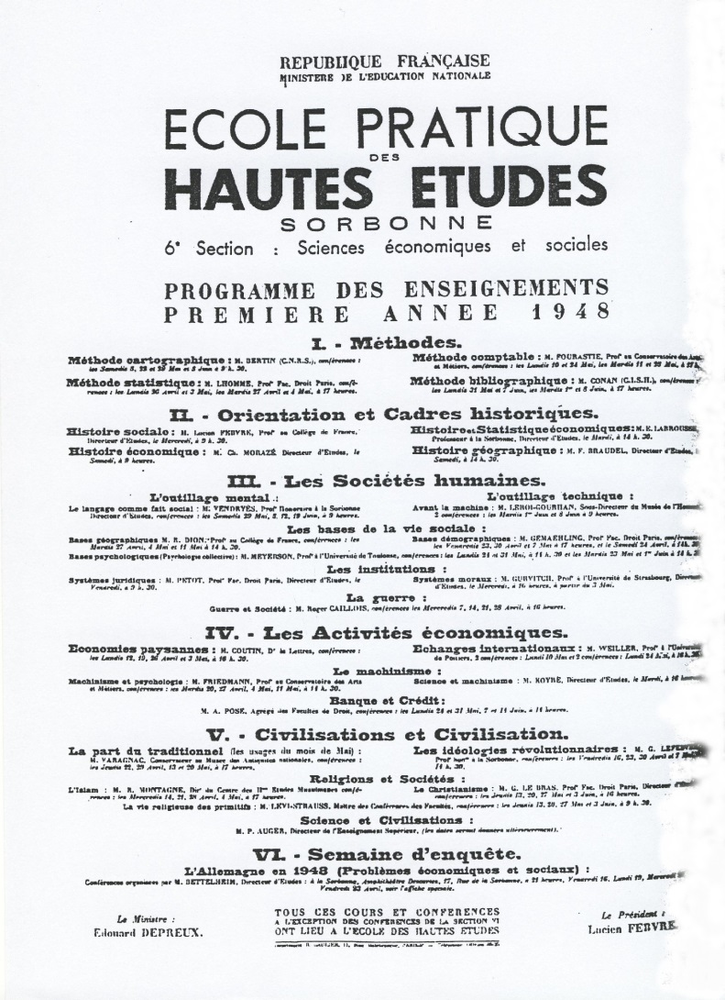 REPUBLIQUE FRANÇAISE
MINISTERE DE L'EDUCATION NATIONALE
ECOLE PRATIQUE
DES
HAUTES ETUDES
SORBONNE
6e Section : Sciences économiques et sociales
PROGRAMME DES ENSEIGNEMENTS
PREMIERE ANNEE 1948
I. - Méthodes.
Méthode cartographique : M. BERTIN (C.N.R.S.), conférences :
les Samedis 8, 22 et 29 Mai et 5 Juin à 9 h. 30.
Méthode comptable : M. FOURASTIE, Prof au Conservatoire des Arts
et Métiers, conférences : les Lundis 10 et 24 Mai, les Mardis 11 et 25 Mai, à 17 h.
Méthode statistique : M. LHOMME, Prof Fac. Droit Paris, confé-
rences : les Lundis 26 Avril et 3 Mai, les Mardis 27 Avril et 4 Mai, à 17 heures.
Méthode bibliographique : M. CONAN (C.I.S.H.), conférences :
les Lundis 31 Mai et 7 Juin, les Mardis 1er et 8 Juin, à 17 heures.
II. - Orientation et Cadres historiques.
Histoire sociale : M. Lucien FEBVRE, Prof au Collège de France,
Directeur d'Etudes, le Mercredi, à 9 h. 30.
Histoire et Statistique économiques : M. E. LABROUSSE,
Professeur à la Sorbonne, Directeur d'Etudes, le Mardi, à 14 h. 30.
Histoire économique : M. Ch. MORAZÉ Directeur d'Etudes, le
Samedi, à 9 heures.
Histoire géographique : M. F. BRAUDEL, Directeur d'Etudes,
Samedi, à 14 h. 30.
III. - Les Sociétés humaines.
L'outillage mental :
Le langage comme fait social : M. VENDRYÈS, Prof Honoraire à la Sorbonne
Directeur d'Etudes, conférences : les Samedis 29 Mai, 5, 12, 19 Juin, à 9 heures.
L'outillage technique :
Avant la machine : M. LEROI-GOURHAN, Sous-Directeur du Musée de l'Homme
2 conférences : les Mardis 1er Juin et 8 Juin à 9 heures.
Les bases de la vie sociale :
Bases géographiques M. R. DION, Prof au Collège de France, conférences : les
Mardis 27 Avril, 4 Mai et 11 Mai à 14 h. 30.
Bases démographiques : M. GEMAEHLING, Prof Fac. Droit Paris, conférences
les Vendredis 23, 30 Avril et 7 Mai à 17 heures, et le Samedi 24 Avril, à 14h. 30
Bases psychologiques (Psychologie collective) : M. MEYERSON, Prof à l'Université de Toulouse, conférences : les Lundis 24 et 31 Mai, à 11 h. 30 et les Mardis 25 Mai et 1er Juin à 14 h.
Les institutions :
Systèmes juridiques : M. PETOT, Prof Fac. Droit Paris, Directeur d'Etudes, le
Vendredi, à 9 h. 30.
Systèmes moraux : M. GURVITCH, Prof à l'Université de Strasbourg, Directeur
d'Etudes, le Mercredi, à 16 heures, à partir du 5 Mai.
La guerre :
Guerre et Société : M. Roger CAILLOIS, conférences les Mercredis 7, 14, 21, 28 Avril, à 16 heures.
IV. - Les Activités économiques.
Economies paysannes : M. COUTIN, Dr ès Lettres, conférences :
les Lundis 12, 19, 26 Avril et 3 Mai, à 16 h. 30.
Echanges internationaux : M. WEILLER, Prof à l'Université
de Poitiers, 2 conférences : Lundi 10 Mai et 2 conférences : Lundi 24 Mai, à 16 h. 30
Le machinisme :
Machinisme et psychologie : M. FRIEDMANN, Prof au Conservatoire des Arts
et Métiers, conférences : les Mardis 20, 27 Avril, 4 Mai, 11 Mai, à 11 h. 30.
Science et machinisme : M. KOYRÉ, Directeur d'Etudes, le Mardi, à 16 heures
Banque et Crédit :
M. A. POSE, Agrégé des Facultés de Droit, conférences : les Lundis 24 et 31 Mai, 7 et 14 Juin, à 11 heures.
V. - Civilisations et Civilisation.
La part du traditionnel (les usages du mois de Mai) :
M. VARAGNAC, Conservateur au Musée des Antiquités nationales, conférences :
les Jeudis 22, 29 Avril, 13 et 20 Mai, à 17 heures.
Les idéologies révolutionnaires : M. G. LEFEBVRE
Prof honre à la Sorbonne, conférences : les Vendredis 16, 23, 30 Avril et 7 Mai
14 h. 30.
Religions et Sociétés :
L'Islam : M. R. MONTAGNE, Dir du Centre des Htes Etudes Musulmanes confé-
rences : les Mercredis 14, 21, 28 Avril, 4 Mai, à 17 heures.
Le Christianisme : M. G. LE BRAS, Prof Fac. Droit Paris, Directeur d'Etudes
conférences : les Jeudis 13, 20, 27 Mai et 3 Juin, à 16 h. 30.
La vie religieuse des primitifs : M. LEVI-STRAUSS, Maître des Conférences des Facultés, conférences : les Jeudis 13, 20, 27 Mai et 3 Juin, à 9 h. 30.
Science et Civilisations :
M. P. AUGER, Directeur de l'Enseignement Supérieur, (les dates seront données ultérieurement).
VI. - Semaine d'enquête.
L'Allemagne en 1948 (Problèmes économiques et sociaux) :
Conférences organisées par M. BETTELHEIM, Directeur d'Etudes : à la Sorbonne, Amphithéâtre Descartes, 17, Rue de la Sorbonne, à 21 heures, Vendredi 16, Lundi 19, Mercredi
Vendredi 23 Avril, voir l'affiche spéciale.
Le Ministre :
Edouard DEPREUX.
TOUS CES COURS ET CONFERENCES
A L'EXCEPTION DES CONFERENCES DE LA SECTION VI
ONT LIEU A L'ECOLE DES HAUTES ETUDES
Le Président :
Lucien FEBVRE